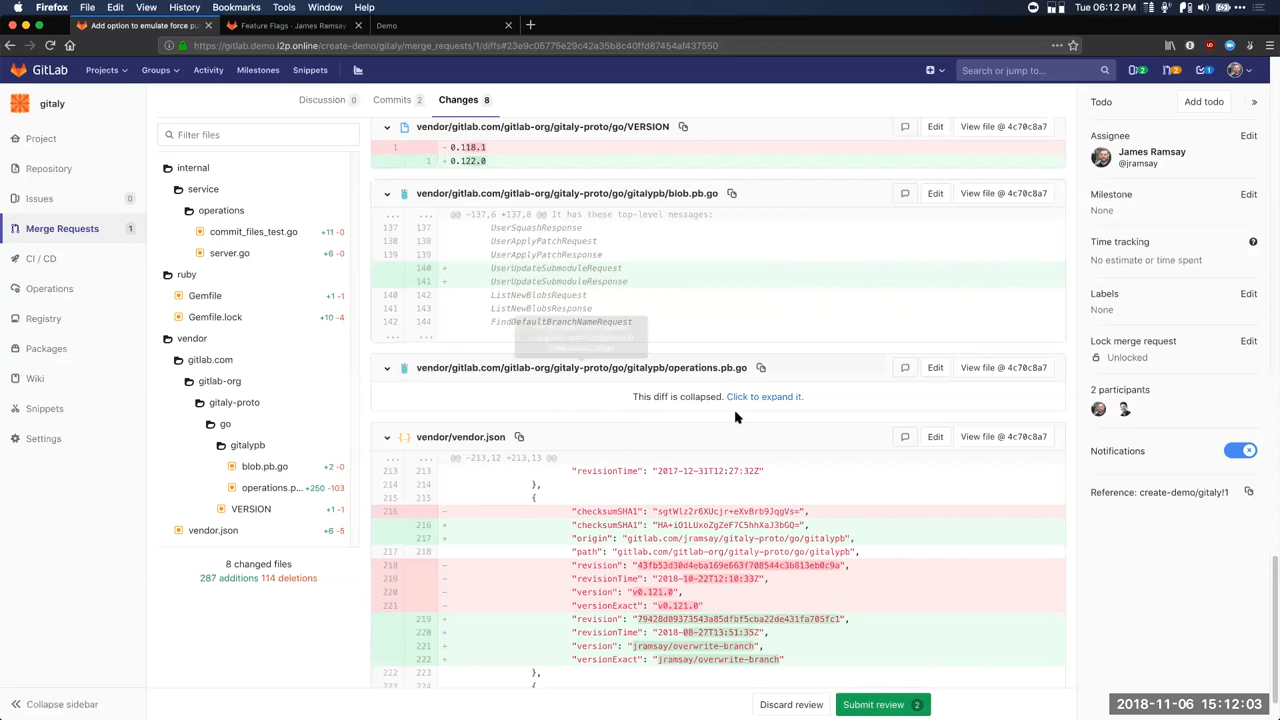 Firefox File Edit View History Bookmarks Tools Window Help
Tue 06:12 PM
Add option to emulate force pu
Feature Flags - James Ramsay
Demo
https://gitlab.demo.i2p.online/create-demo/gitaly/merge_requests/1/diffs#23e9c06775e29c42a35b8c40ffd87454af437550
GitLab Projects Groups Activity Milestones Snippets
Search or jump to...
2
2
1
gitaly
Project
Repository
Issues 0
Merge Requests 1
CI / CD
Operations
Registry
Packages
Wiki
Snippets
Settings
Collapse sidebar
Discussion 0 Commits 2 Changes 8
Filter files
internal
service
operations
commit_files_test.go +11 -0
server.go +6 -0
ruby
Gemfile +1 -1
Gemfile.lock +10 -4
vendor
gitlab.com
gitlab-org
gitaly-proto
go
gitalypb
blob.pb.go +2 -0
operations.p... +250 -103
VERSION +1 -1
vendor.json +6 -5
8 changed files
287 additions 114 deletions
vendor/gitlab.com/gitlab-org/gitaly-proto/go/VERSION Edit View file @ 4c70c8a7
1 - 0.118.1
1 + 0.122.0
vendor/gitlab.com/gitlab-org/gitaly-proto/go/gitalypb/blob.pb.go Edit View file @ 4c70c8a7
... ... @@ -137,6 +137,8 @@ It has these top-level messages:
137 137 UserSquashResponse
138 138 UserApplyPatchRequest
139 139 UserApplyPatchResponse
140 + UserUpdateSubmoduleRequest
141 + UserUpdateSubmoduleResponse
140 142 ListNewBlobsRequest
141 143 ListNewBlobsResponse
142 144 FindDefaultBranchNameRequest
... ...
vendor/gitlab.com/gitlab-org/gitaly-proto/go/gitalypb/operations.pb.go Edit View file @ 4c70c8a7
This diff is collapsed. Click to expand it.
vendor/vendor.json Edit View file @ 4c70c8a7
... ... @@ -213,12 +213,13 @@
213 213 "revisionTime": "2017-12-31T12:27:32Z"
214 214 },
215 215 {
216 - "checksumSHA1": "sgtWlz2r6XUcjr+eXvBrb9JqgVs=",
216 + "checksumSHA1": "HA+iO1LUxoZgZeF7C5hhXaJ3bGQ=",
217 + "origin": "gitlab.com/jramsay/gitaly-proto/go/gitalypb",
217 218 "path": "gitlab.com/gitlab-org/gitaly-proto/go/gitalypb",
218 - "revision": "43fb53d30d4eba169e663f708544c3b813eb0c9a",
219 - "revisionTime": "2018-10-22T12:10:33Z",
220 - "version": "v0.121.0",
221 - "versionExact": "v0.121.0"
219 + "revision": "79428d09373543a85dfbf5cba22de431fa705fc1",
220 + "revisionTime": "2018-08-27T13:51:35Z",
221 + "version": "jramsay/overwrite-branch",
222 + "versionExact": "jramsay/overwrite-branch"
222 223 },
223 224 {
Discard review Submit review 2
Todo Add todo
Assignee Edit
James Ramsay
@jramsay
Milestone Edit
None
Time tracking
No estimate or time spent
Labels Edit
None
Lock merge request Edit
Unlocked
2 participants
Notifications
Reference: create-demo/gitaly!1
2018-11-06 15:12:03